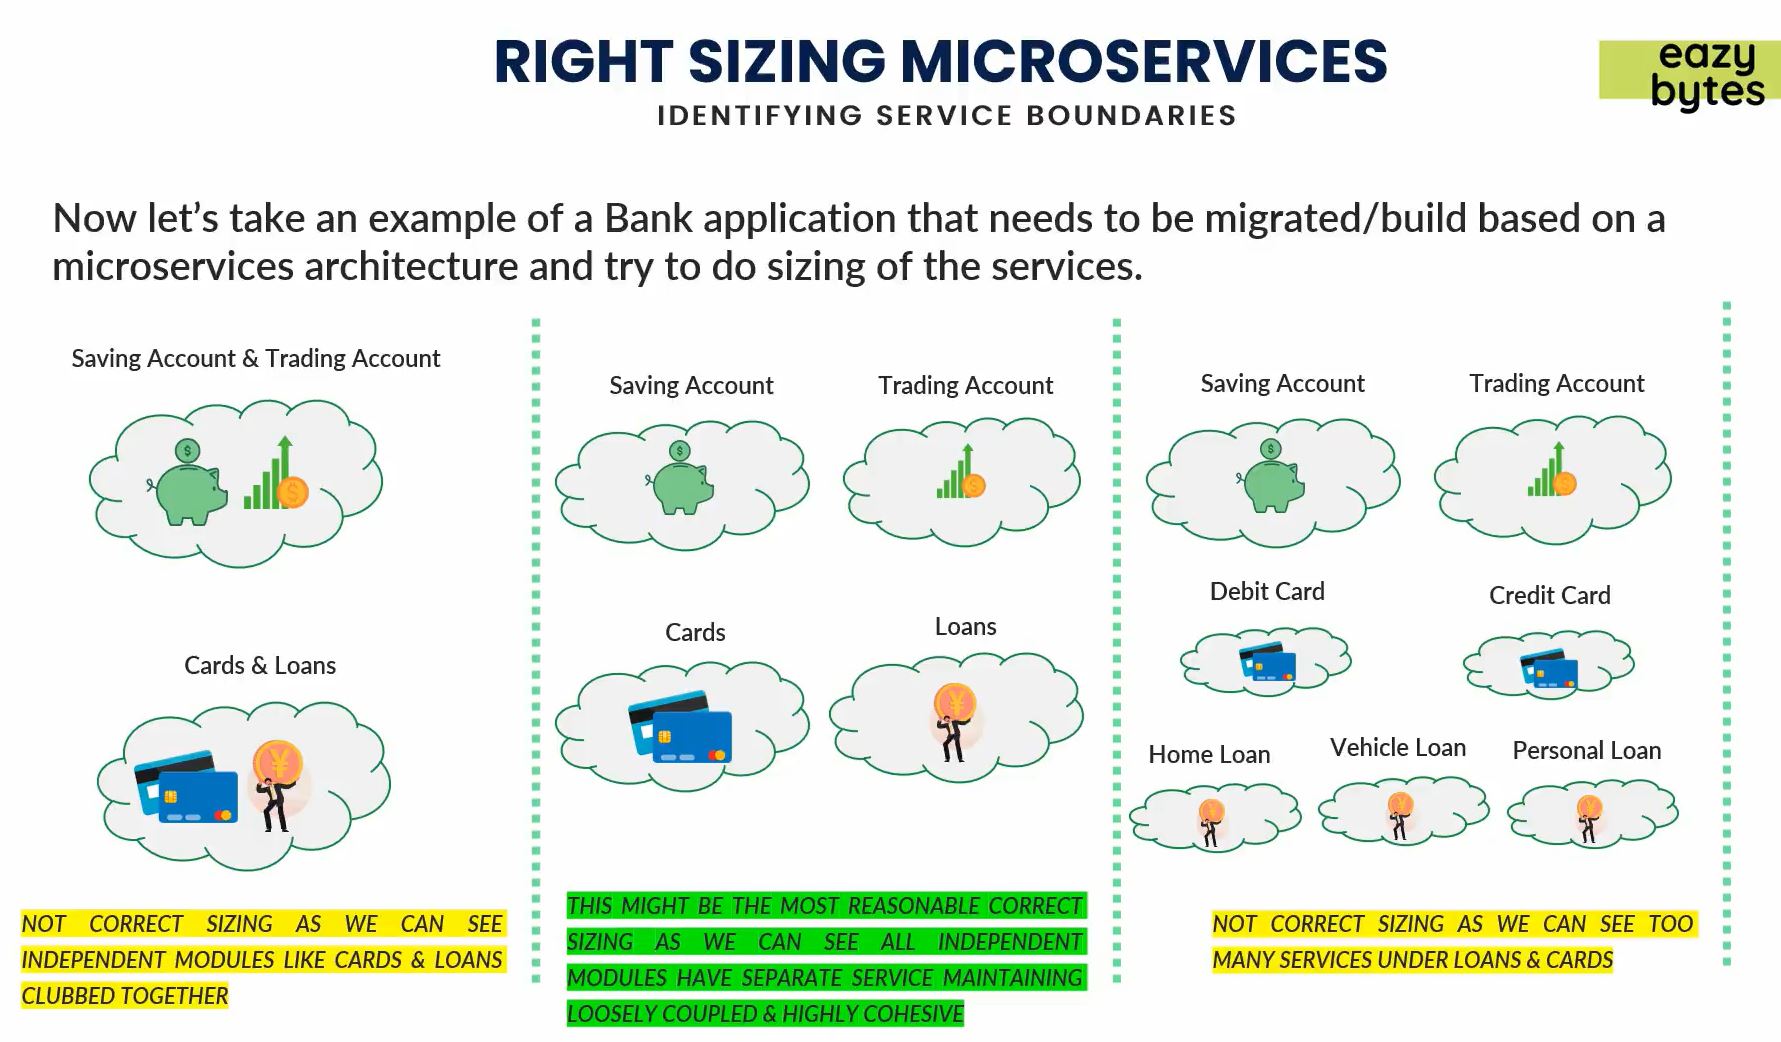 RIGHT SIZING MICROSERVICES
IDENTIFYING SERVICE BOUNDARIES
eazy
bytes
Now let’s take an example of a Bank application that needs to be migrated/build based on a
microservices architecture and try to do sizing of the services.
Saving Account & Trading Account
Cards & Loans
NOT CORRECT SIZING AS WE CAN SEE
INDEPENDENT MODULES LIKE CARDS & LOANS
CLUBBED TOGETHER
Saving Account
Trading Account
Cards
Loans
THIS MIGHT BE THE MOST REASONABLE CORRECT
SIZING AS WE CAN SEE ALL INDEPENDENT
MODULES HAVE SEPARATE SERVICE MAINTAINING
LOOSELY COUPLED & HIGHLY COHESIVE
Saving Account
Trading Account
Debit Card
Credit Card
Home Loan
Vehicle Loan
Personal Loan
NOT CORRECT SIZING AS WE CAN SEE TOO
MANY SERVICES UNDER LOANS & CARDS